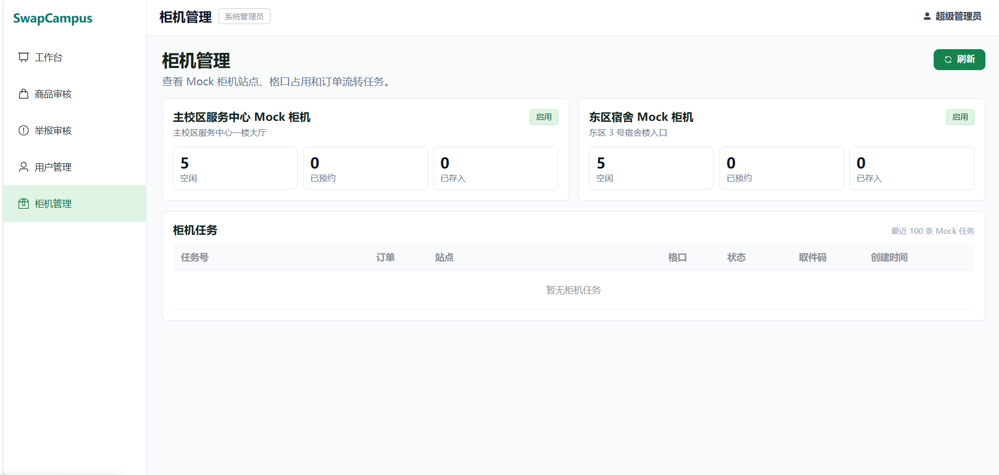 SwapCampus
工作台
商品审核
举报审核
用户管理
柜机管理
柜机管理 系统管理员
超级管理员
柜机管理
查看 Mock 柜机站点、格口占用和订单流转任务。
刷新
主校区服务中心 Mock 柜机
启用
主校区服务中心一楼大厅
5
空闲
0
已预约
0
已存入
东区宿舍 Mock 柜机
启用
东区 3 号宿舍楼入口
5
空闲
0
已预约
0
已存入
柜机任务
最近 100 条 Mock 任务
任务号 订单 站点 格口 状态 取件码 创建时间
暂无柜机任务